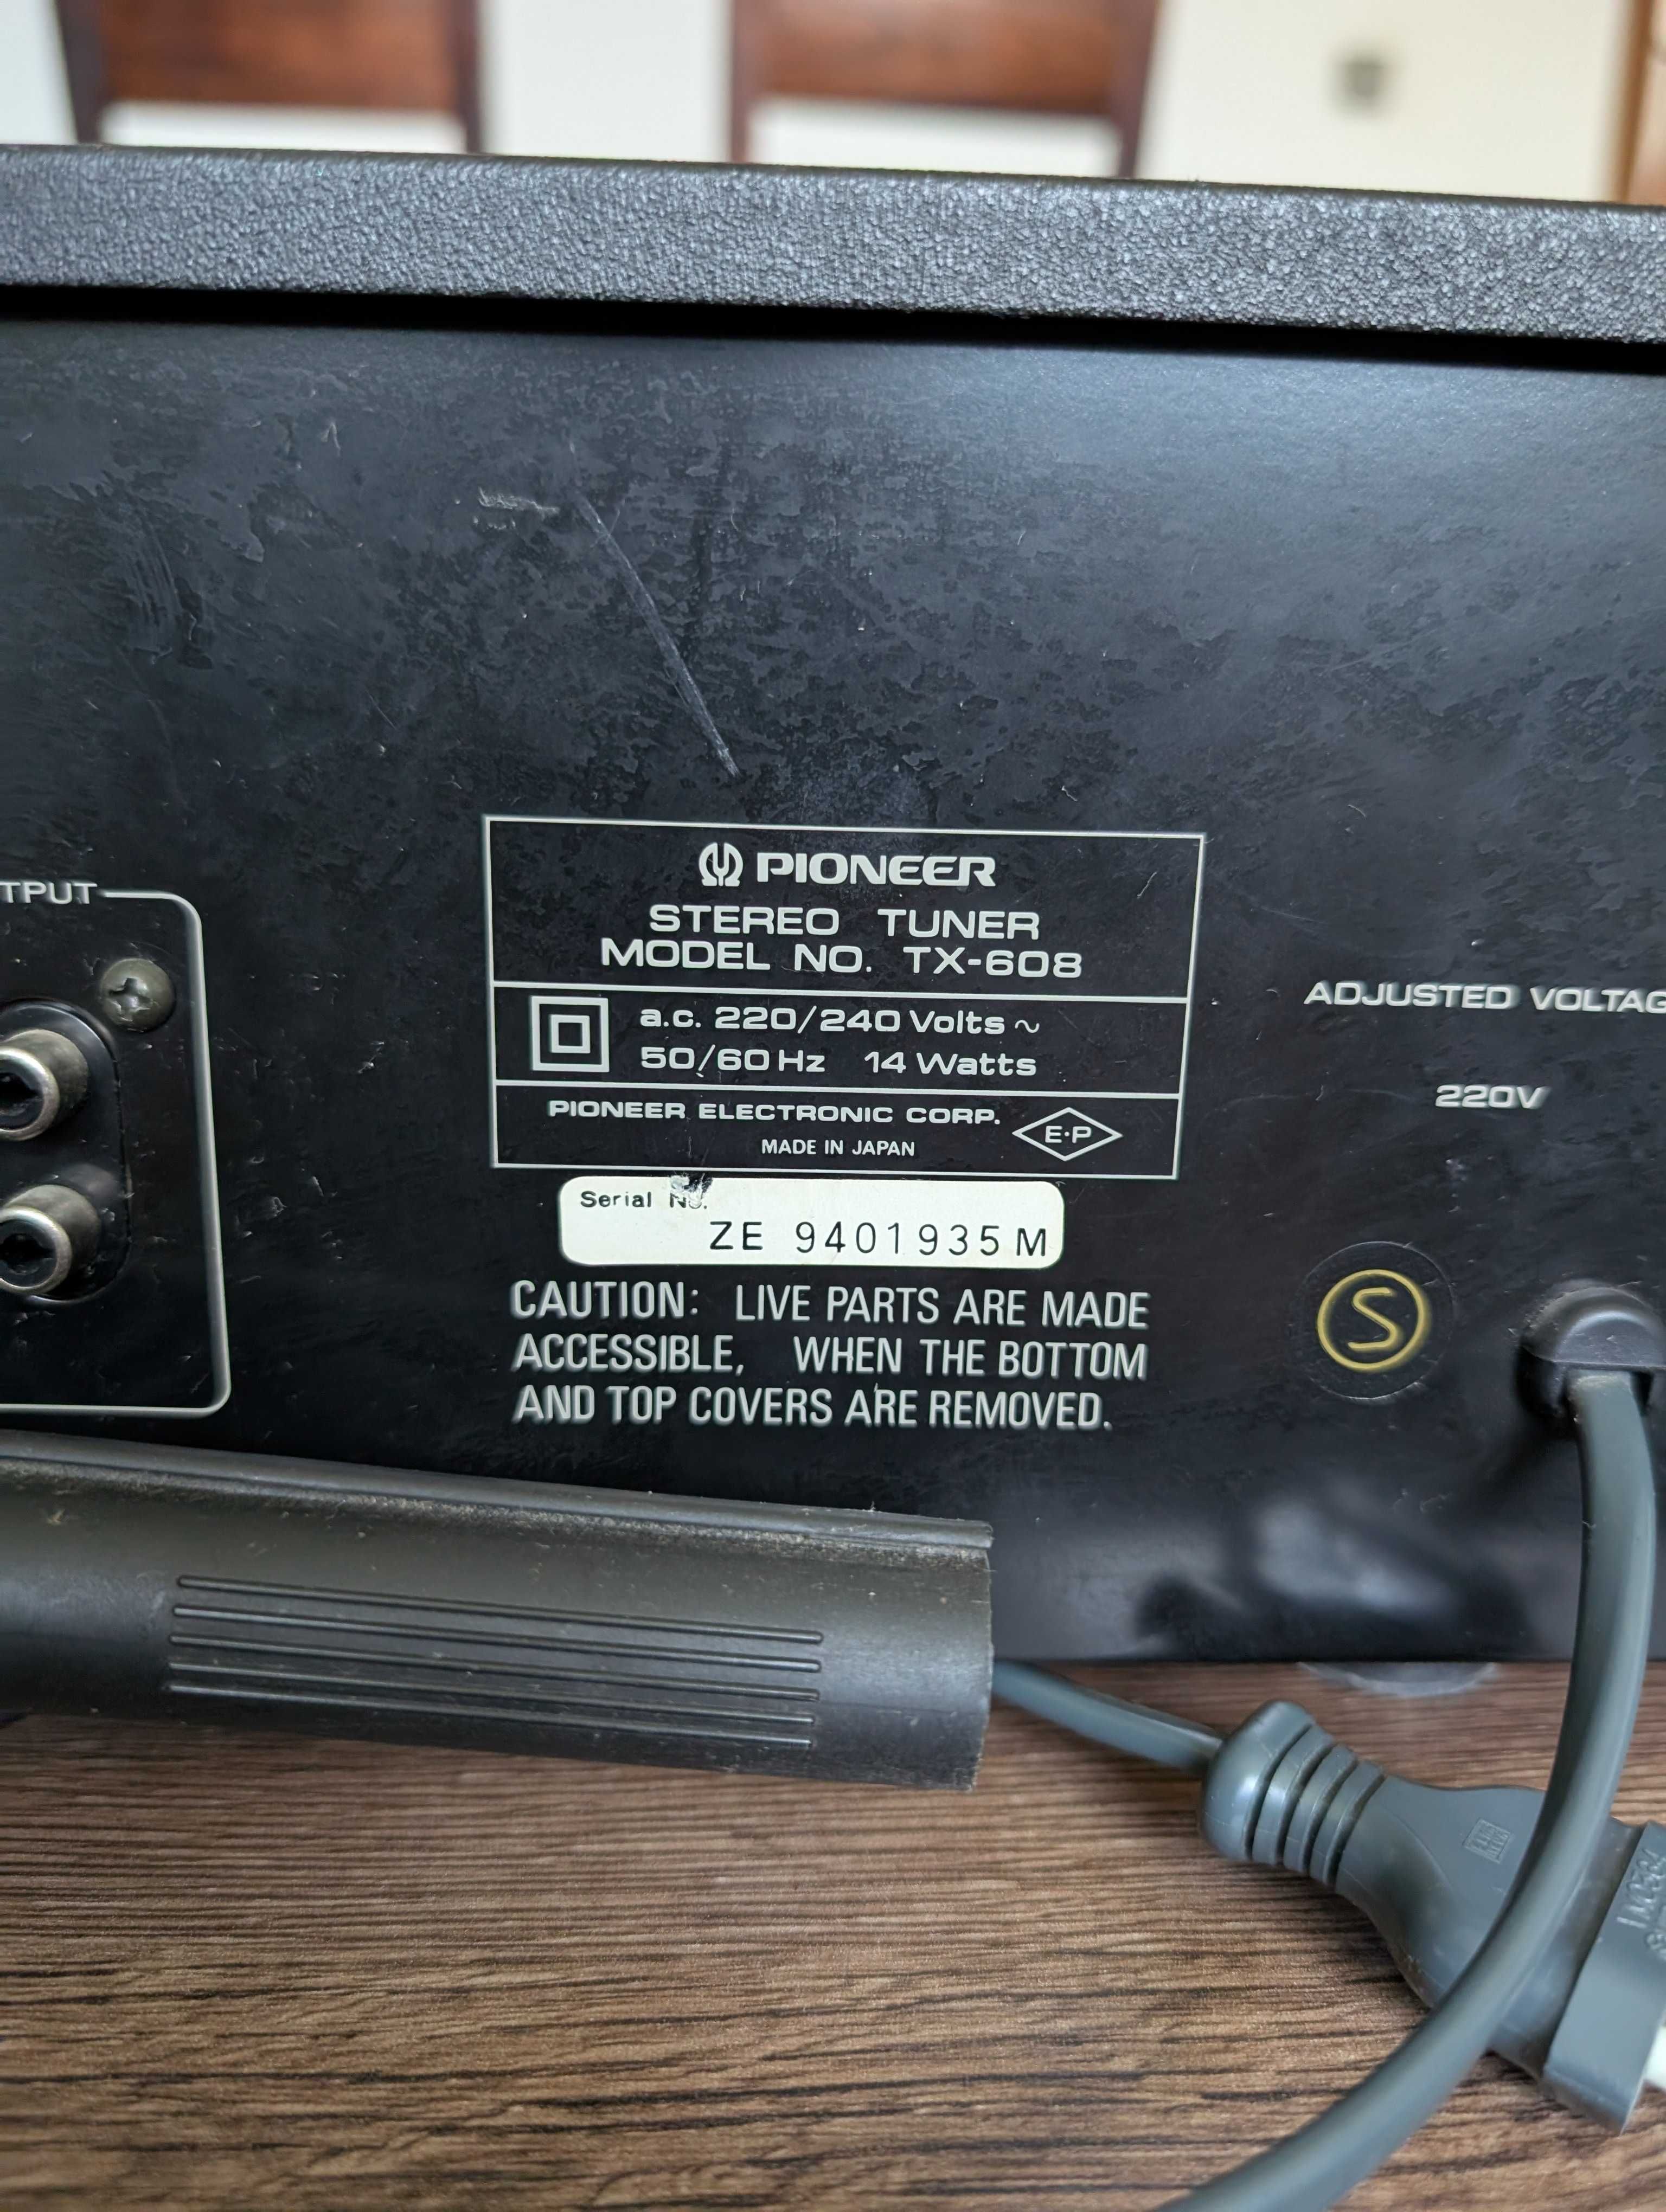 TPUT
PIONEER
STEREO TUNER
MODEL NO. TX-608
a.c. 220/240 Volts ~
50/60 Hz 14 Watts
PIONEER ELECTRONIC CORP.
E·P
MADE IN JAPAN
Serial No.
ZE 9401935 M
CAUTION: LIVE PARTS ARE MADE
ACCESSIBLE, WHEN THE BOTTOM
AND TOP COVERS ARE REMOVED.
ADJUSTED VOLTAG
220V
S